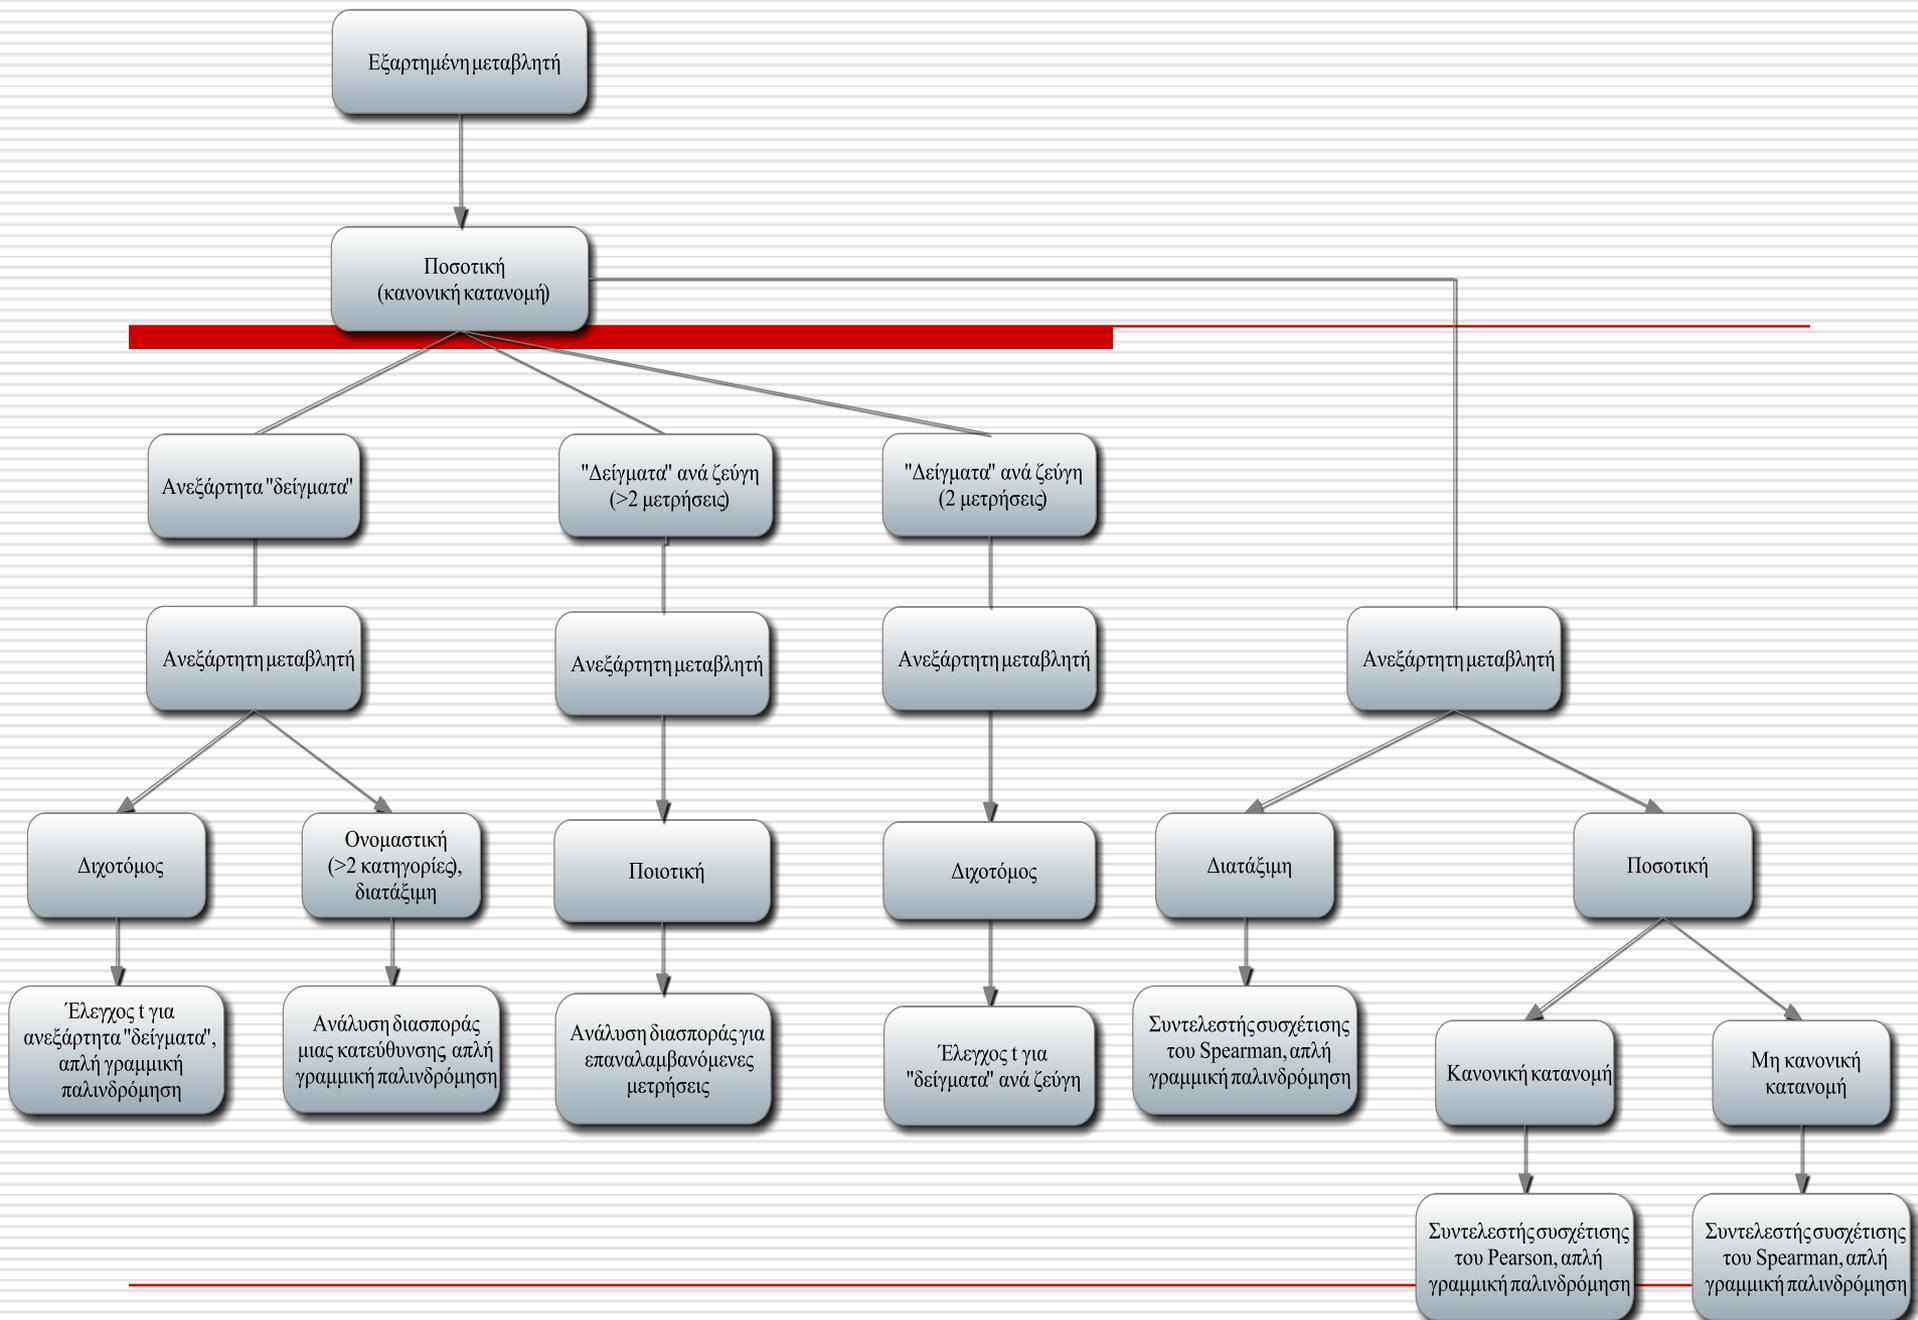 Εξαρτημένη μεταβλητή
Ποσοτική
(κανονική κατανομή)
Ανεξάρτητα "δείγματα"
"Δείγματα" ανά ζεύγη
(>2 μετρήσεις)
"Δείγματα" ανά ζεύγη
(2 μετρήσεις)
Ανεξάρτητη μεταβλητή
Ανεξάρτητη μεταβλητή
Ανεξάρτητη μεταβλητή
Ανεξάρτητη μεταβλητή
Διχοτόμος
Ονομαστική
(>2 κατηγορίες),
διατάξιμη
Ποιοτική
Διχοτόμος
Διατάξιμη
Ποσοτική
Έλεγχος t για
ανεξάρτητα "δείγματα",
απλή γραμμική
παλινδρόμηση
Ανάλυση διασποράς
μιας κατεύθυνσης, απλή
γραμμική παλινδρόμηση
Ανάλυση διασποράς για
επαναλαμβανόμενες
μετρήσεις
Έλεγχος t για
"δείγματα" ανά ζεύγη
Συντελεστής συσχέτισης
του Spearman, απλή
γραμμική παλινδρόμηση
Κανονική κατανομή
Μη κανονική
κατανομή
Συντελεστής συσχέτισης
του Pearson, απλή
γραμμική παλινδρόμηση
Συντελεστής συσχέτισης
του Spearman, απλή
γραμμική παλινδρόμηση